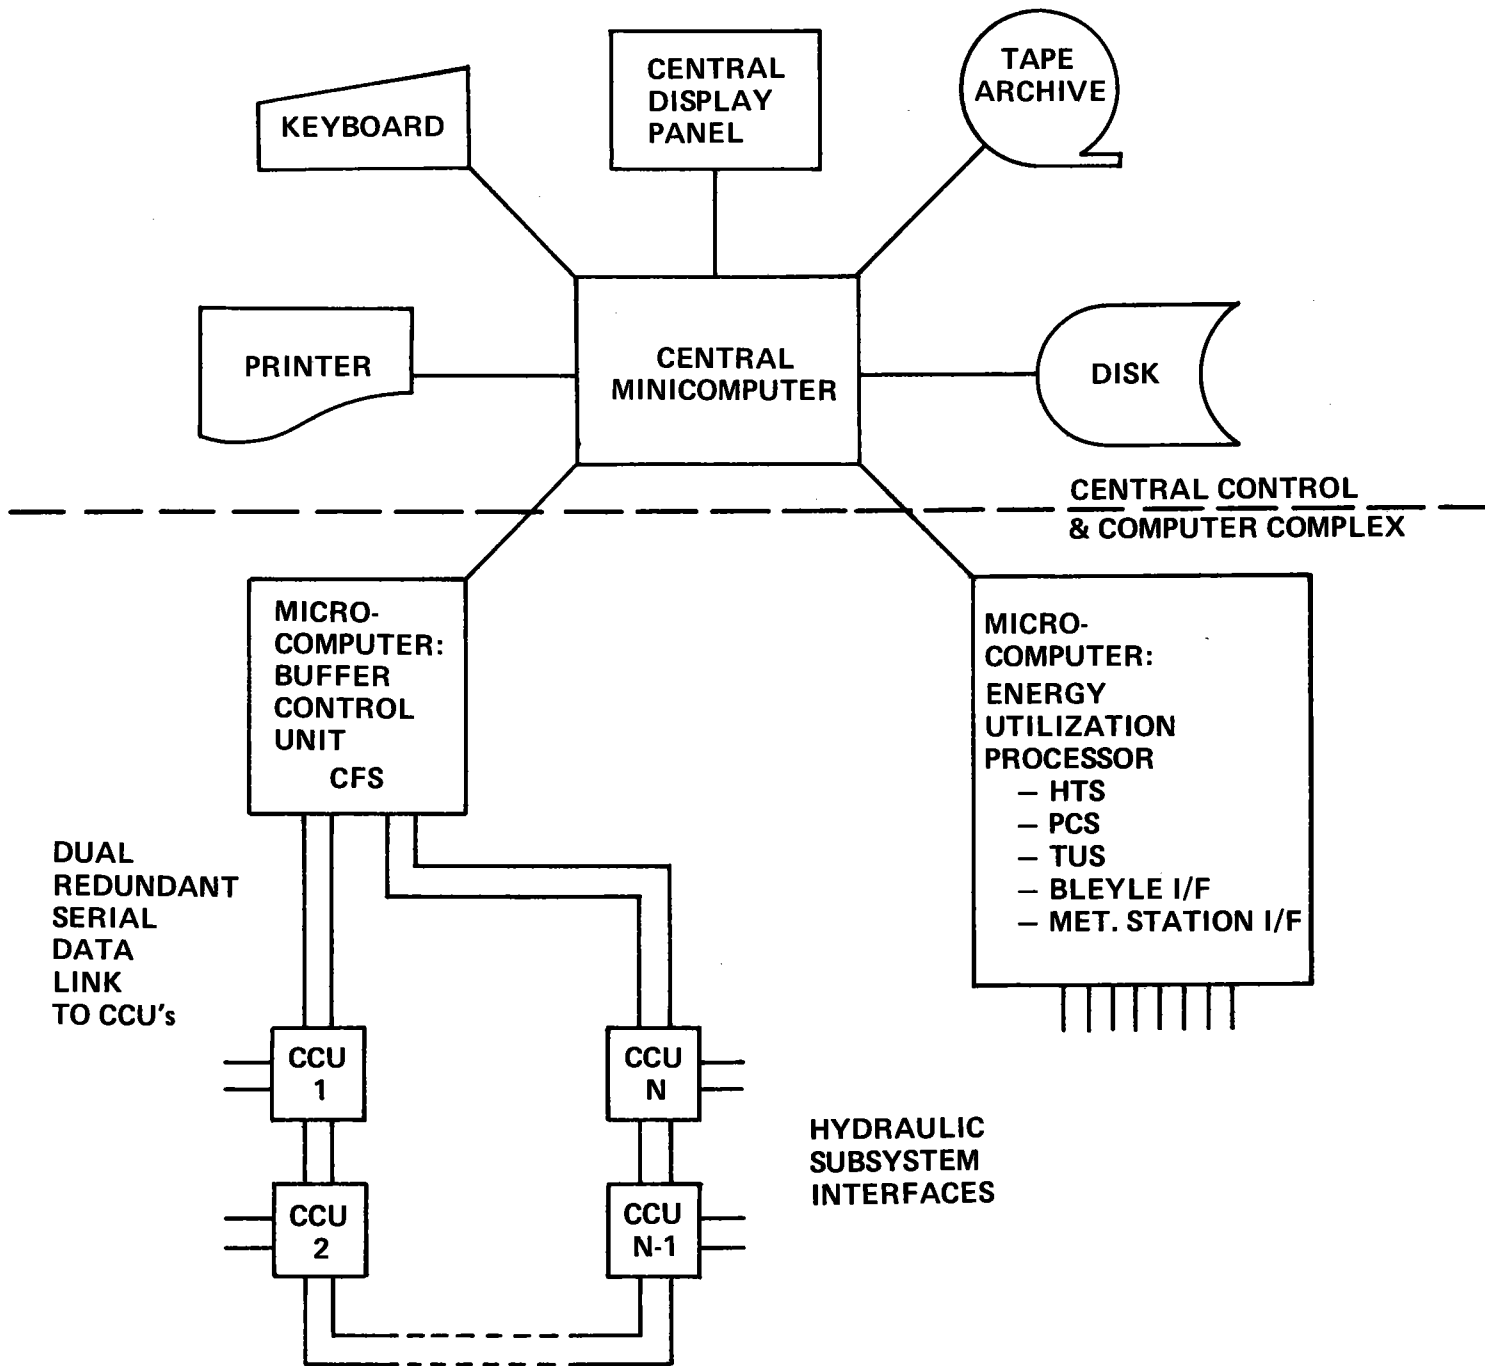 KEYBOARD
CENTRAL
DISPLAY
PANEL
TAPE
ARCHIVE
PRINTER
CENTRAL
MINICOMPUTER
DISK
CENTRAL CONTROL
& COMPUTER COMPLEX
MICRO-
COMPUTER:
BUFFER
CONTROL
UNIT
CFS
MICRO-
COMPUTER:
ENERGY
UTILIZATION
PROCESSOR
— HTS
— PCS
— TUS
— BLEYLE I/F
— MET. STATION I/F
DUAL
REDUNDANT
SERIAL
DATA
LINK
TO CCU's
CCU
1
CCU
N
CCU
2
CCU
N-1
HYDRAULIC
SUBSYSTEM
INTERFACES